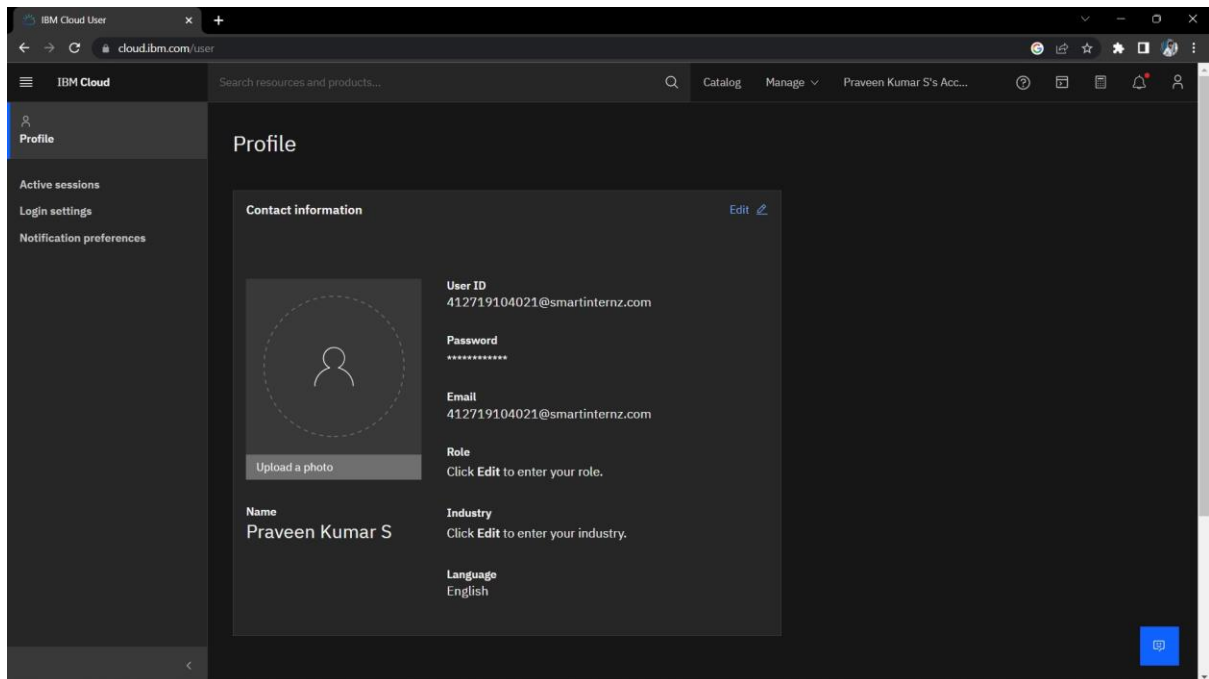 IBM Cloud User
cloud.ibm.com/user
IBM Cloud
Search resources and products...
Catalog
Manage
Praveen Kumar S's Acc...
Profile
Active sessions
Login settings
Notification preferences
Profile
Contact information
Edit
Upload a photo
Name
Praveen Kumar S
User ID
412719104021@smartinternz.com
Password
************
Email
412719104021@smartinternz.com
Role
Click Edit to enter your role.
Industry
Click Edit to enter your industry.
Language
English